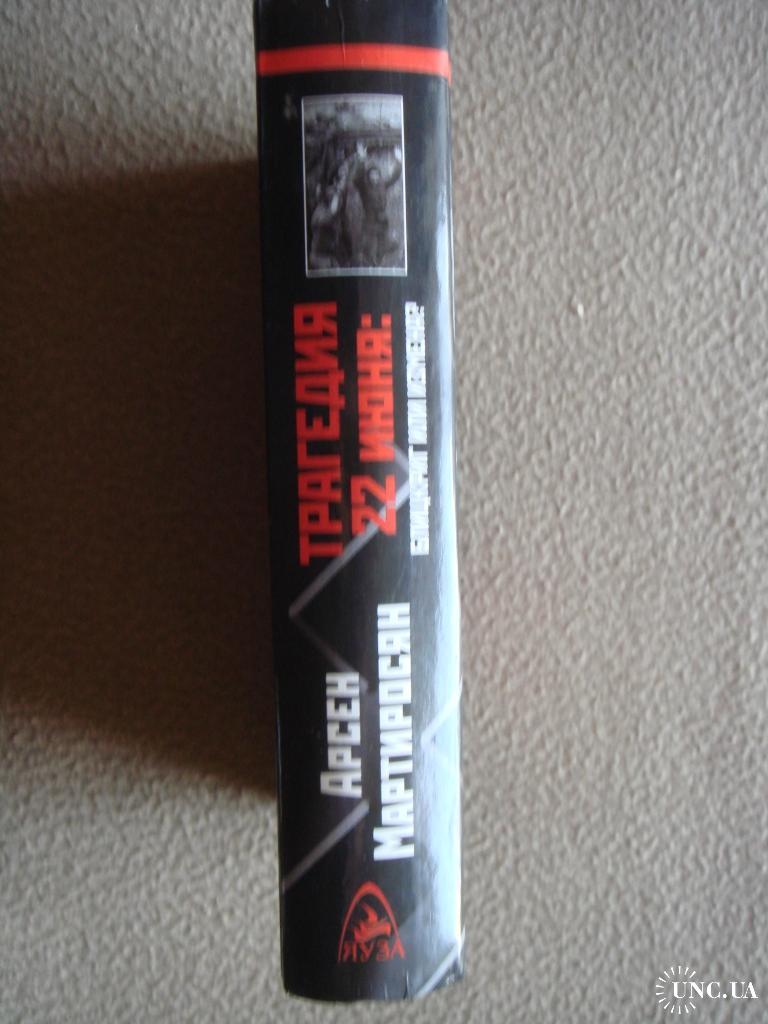 Арсен
Мартиросян
ТРАГЕДИЯ
22 ИЮНЯ:
БЛИЦКРИГ ИЛИ ИЗМЕНА?
ЯУЗА
UNC.UA